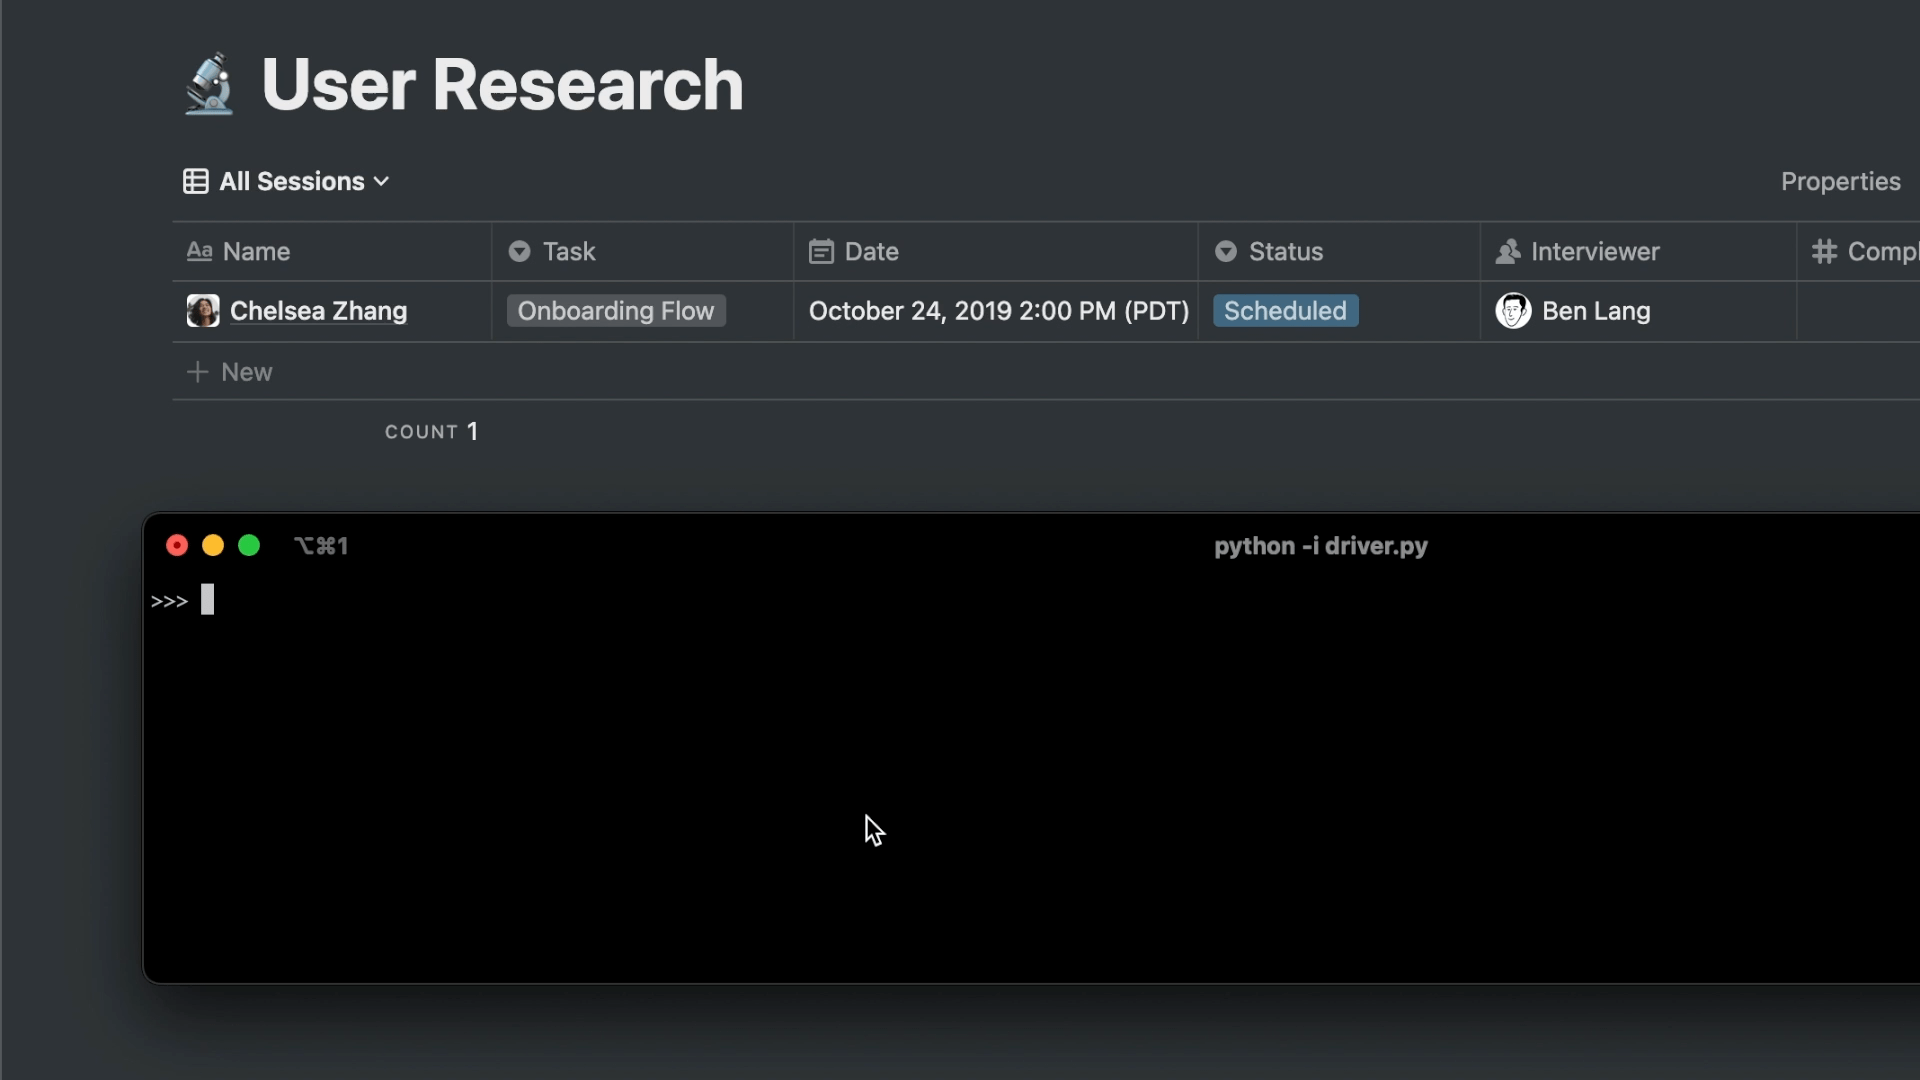 User Research
All Sessions
Properties
Aa Name Task Date Status Interviewer # Compl
Chelsea Zhang Onboarding Flow October 24, 2019 2:00 PM (PDT) Scheduled Ben Lang
+ New
COUNT 1
⌥⌘1 python -i driver.py
>>>